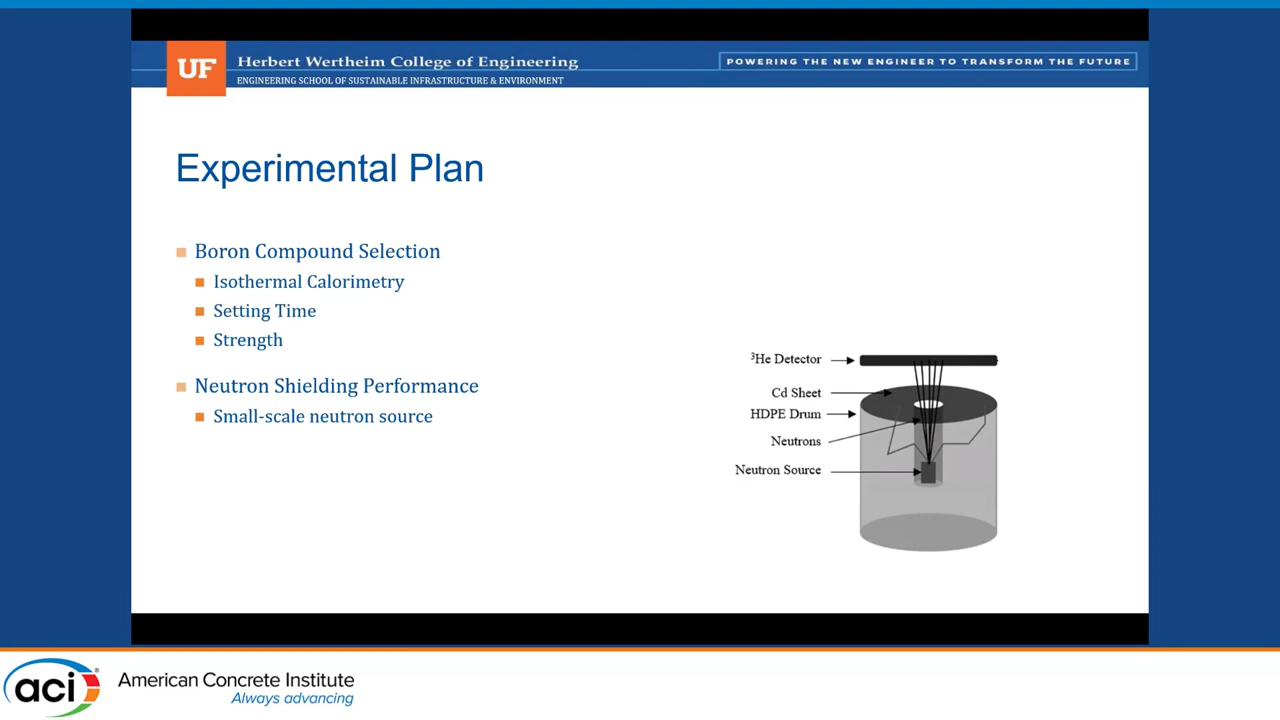 UF
Herbert Wertheim College of Engineering
ENGINEERING SCHOOL OF SUSTAINABLE INFRASTRUCTURE & ENVIRONMENT
POWERING THE NEW ENGINEER TO TRANSFORM THE FUTURE
Experimental Plan
Boron Compound Selection
Isothermal Calorimetry
Setting Time
Strength
Neutron Shielding Performance
Small-scale neutron source
³He Detector
Cd Sheet
HDPE Drum
Neutrons
Neutron Source
aci®
American Concrete Institute
Always advancing